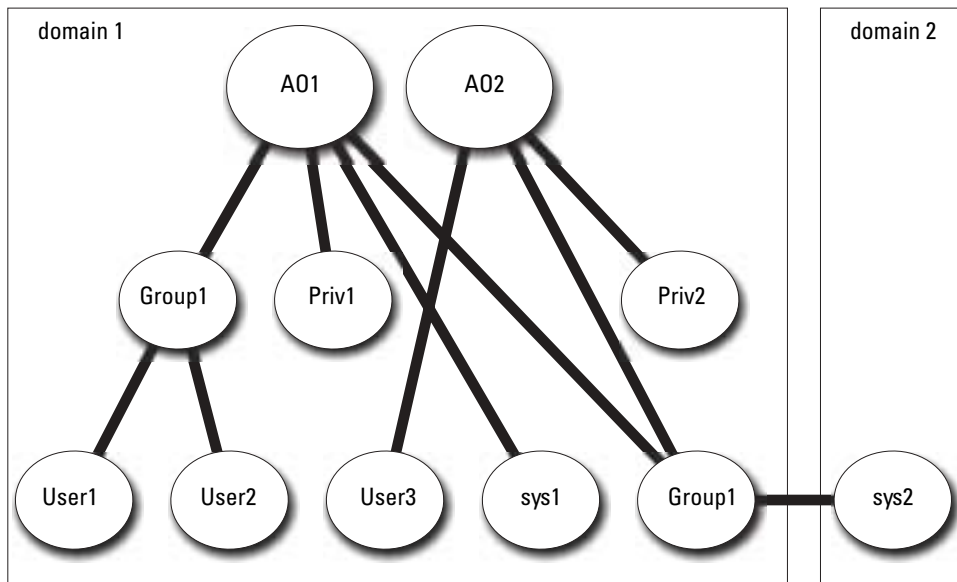 domain 1
domain 2
AO1
AO2
Group1
Priv1
Priv2
User1
User2
User3
sys1
Group1
sys2